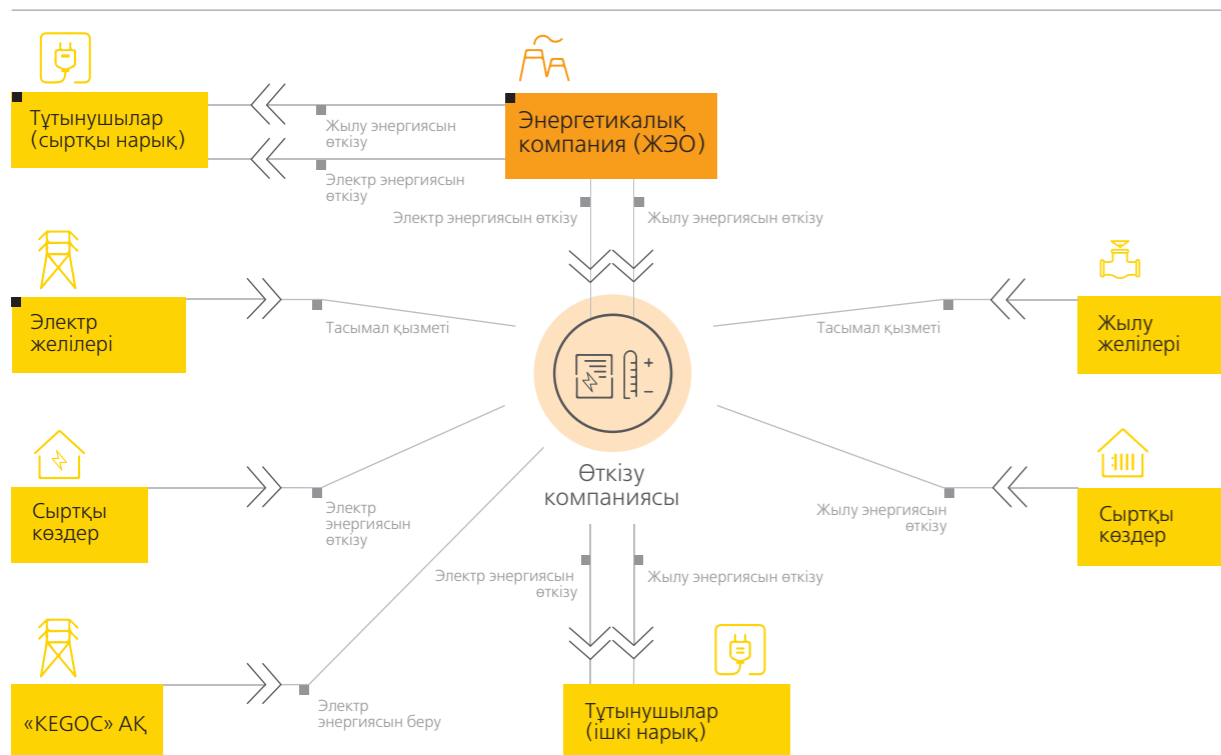 Тұтынушылар
(сыртқы нарық)
Жылу энергиясын
өткізу
Электр энергиясын
өткізу
Энергетикалық
компания (ЖЭО)
Электр энергиясын өткізу
Жылу энергиясын өткізу
Электр
желілері
Тасымал қызметі
Тасымал қызметі
Жылу
желілері
+
–
Өткізу
компаниясы
Сыртқы
көздер
Электр
энергиясын
өткізу
Жылу энергиясын
өткізу
Сыртқы
көздер
Электр энергиясын
өткізу
Жылу энергиясын өткізу
«KEGOC» АҚ
Электр
энергиясын беру
Тұтынушылар
(ішкі нарық)